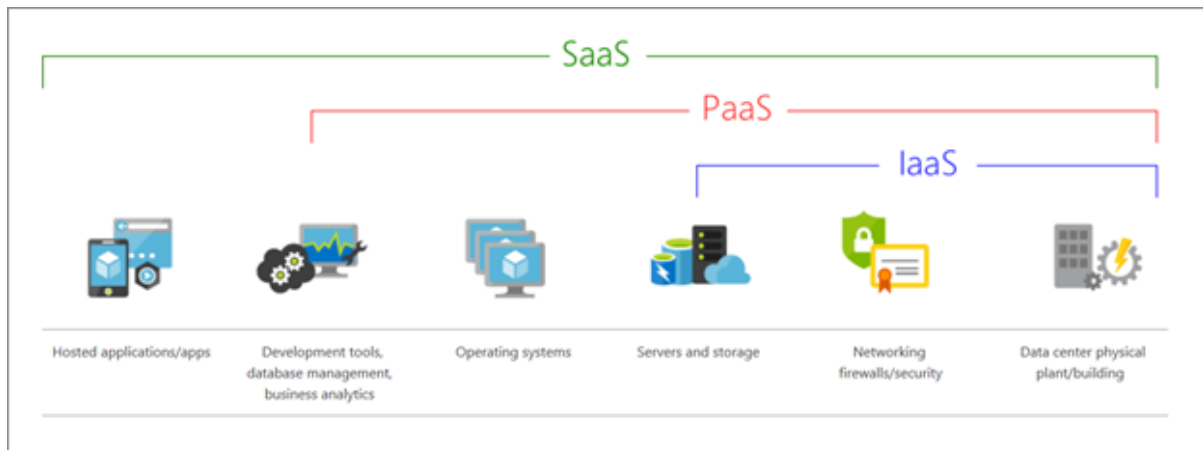 SaaS
PaaS
IaaS
Hosted applications/apps
Development tools,
database management,
business analytics
Operating systems
Servers and storage
Networking
firewalls/security
Data center physical
plant/building